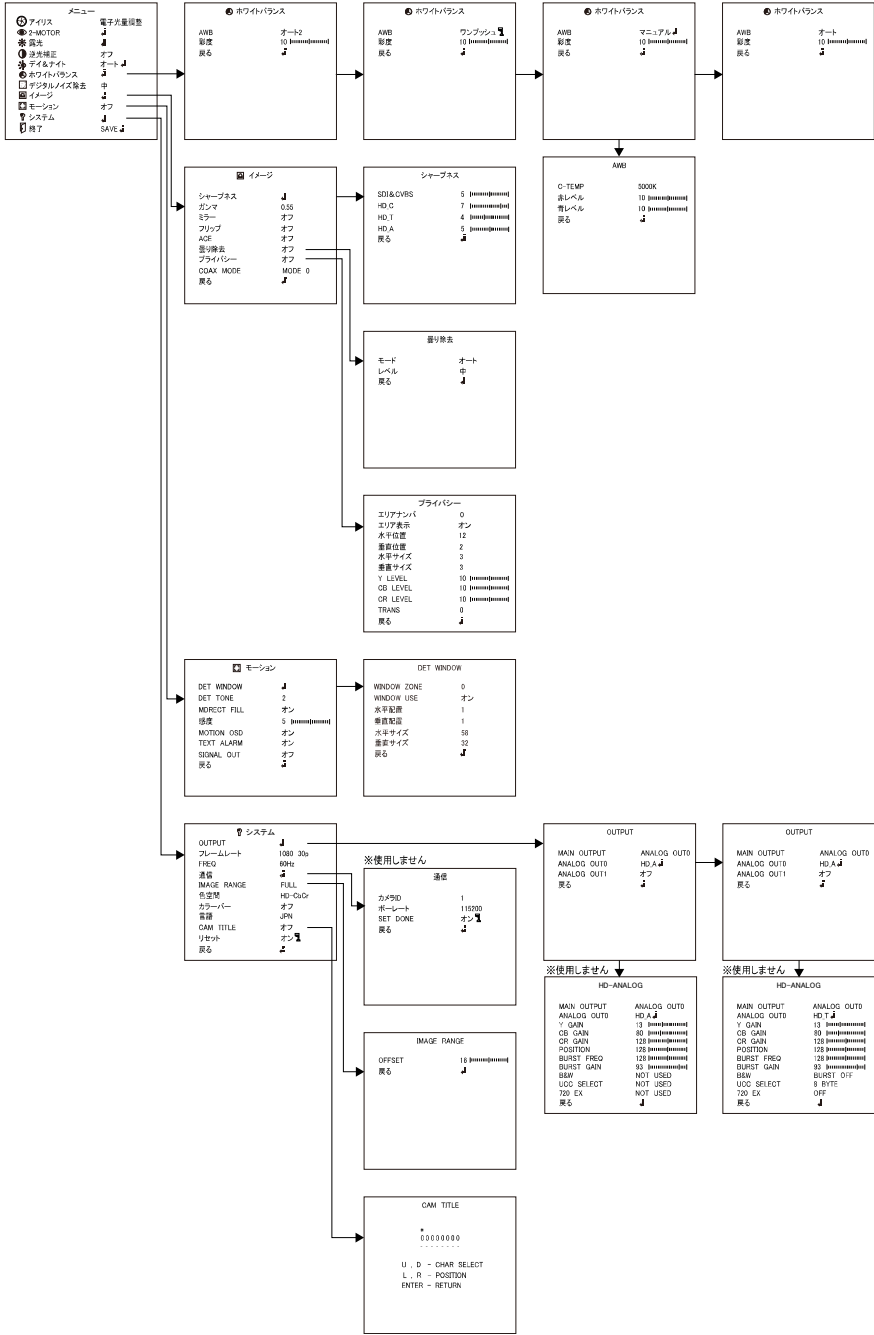 メニュー
アイリス 電子光量調整
2-MOTOR
露光
逆光補正 オフ
デイ&ナイト オート
ホワイトバランス
デジタルノイズ除去 中
イメージ
モーション オフ
システム
終了 SAVE
ホワイトバランス
AWB オート2
彩度 10
戻る
ホワイトバランス
AWB ワンプッシュ
彩度 10
戻る
ホワイトバランス
AWB マニュアル
彩度 10
戻る
ホワイトバランス
AWB オート
彩度 10
戻る
AWB
C-TEMP 5000K
赤レベル 10
青レベル 10
戻る
イメージ
シャープネス
ガンマ 0.55
ミラー オフ
フリップ オフ
ACE オフ
曇り除去 オフ
プライバシー オフ
COAX MODE MODE 0
戻る
シャープネス
SDI&CVBS 5
HD_C 7
HD_T 4
HD_A 5
戻る
曇り除去
モード オート
レベル 中
戻る
プライバシー
エリアナンバ 0
エリア表示 オン
水平位置 12
垂直位置 2
水平サイズ 3
垂直サイズ 3
Y LEVEL 10
CB LEVEL 10
CR LEVEL 10
TRANS 0
戻る
モーション
DET WINDOW
DET TONE 2
MDRECT FILL オン
感度 5
MOTION OSD オン
TEXT ALARM オン
SIGNAL OUT オフ
戻る
DET WINDOW
WINDOW ZONE 0
WINDOW USE オン
水平配置 1
垂直配置 1
水平サイズ 58
垂直サイズ 32
戻る
システム
OUTPUT
フレームレート 1080 30p
FREQ 60Hz
通信
IMAGE RANGE FULL
色空間 HD-CbCr
カラーバー オフ
言語 JPN
CAM TITLE オフ
リセット オン
戻る
※使用しません
通信
カメラID 1
ボーレート 115200
SET DONE オン
戻る
OUTPUT
MAIN OUTPUT ANALOG OUT0
ANALOG OUT0 HD_A
ANALOG OUT1 オフ
戻る
OUTPUT
MAIN OUTPUT ANALOG OUT0
ANALOG OUT0 HD_A
ANALOG OUT1 オフ
戻る
※使用しません
HD-ANALOG
MAIN OUTPUT ANALOG OUT0
ANALOG OUT0 HD_A
Y GAIN 13
CB GAIN 80
CR GAIN 128
POSITION 128
BURST FREQ 128
BURST GAIN 93
B&W NOT USED
UCC SELECT NOT USED
720 EX NOT USED
戻る
※使用しません
HD-ANALOG
MAIN OUTPUT ANALOG OUT0
ANALOG OUT0 HD_T
Y GAIN 13
CB GAIN 80
CR GAIN 128
POSITION 128
BURST FREQ 128
BURST GAIN 93
B&W BURST OFF
UCC SELECT 8 BYTE
720 EX OFF
戻る
IMAGE RANGE
OFFSET 16
戻る
CAM TITLE
*
00000000
--------
U , D - CHAR SELECT
L , R - POSITION
ENTER - RETURN